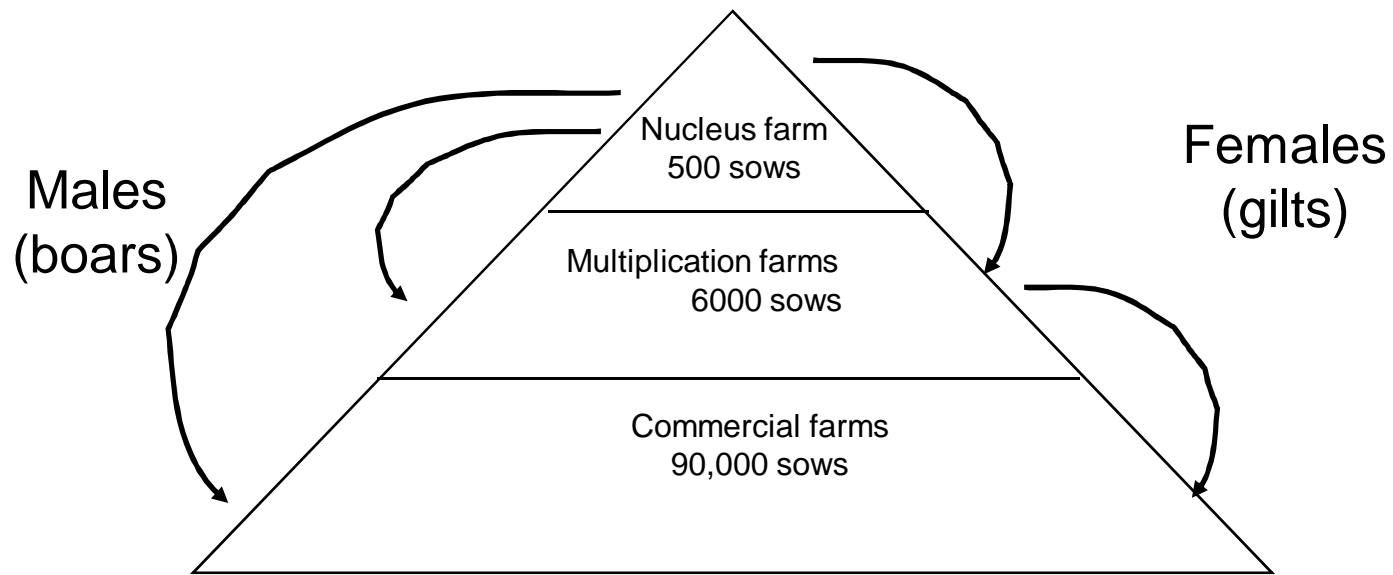 Nucleus farm
500 sows
Males
(boars)
Females
(gilts)
Multiplication farms
6000 sows
Commercial farms
90,000 sows